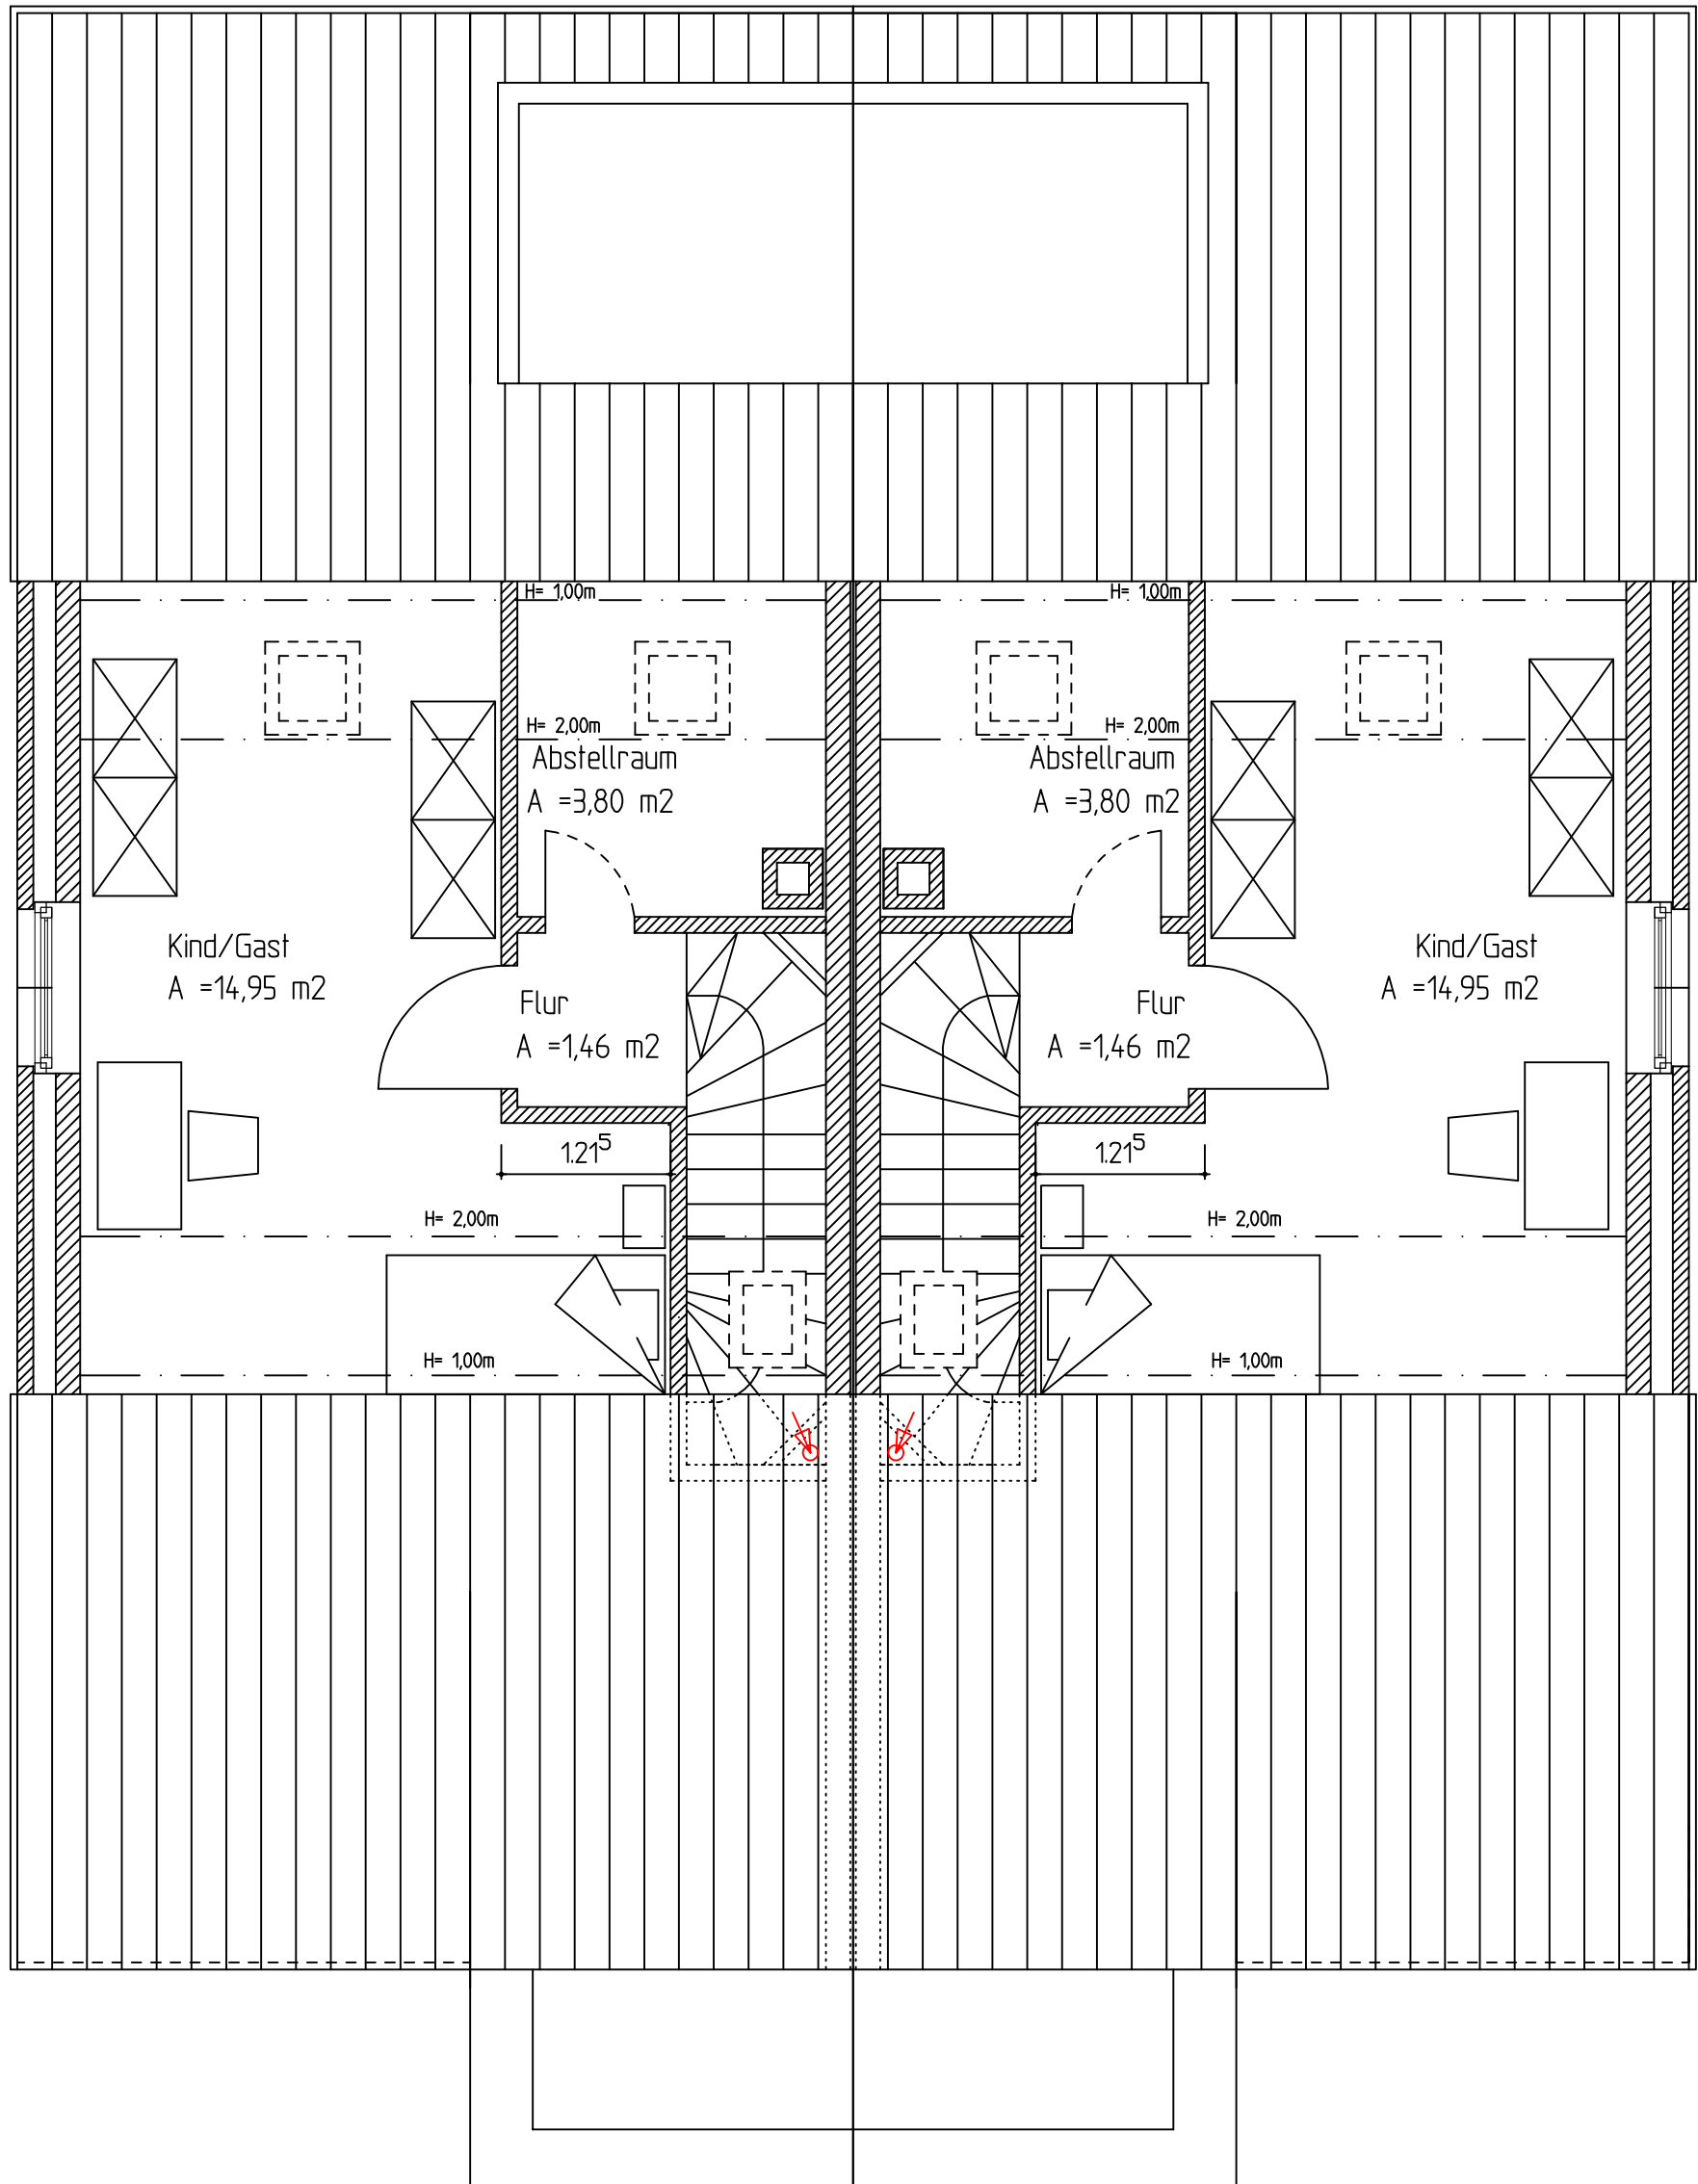 H= 1,00m
H= 1,00m
H= 2,00m
H= 2,00m
Abstellraum
A =3,80 m2
Abstellraum
A =3,80 m2
Kind/Gast
A =14,95 m2
Kind/Gast
A =14,95 m2
Flur
A =1,46 m2
Flur
A =1,46 m2
1.21⁵
1.21⁵
H= 2,00m
H= 2,00m
H= 1,00m
H= 1,00m